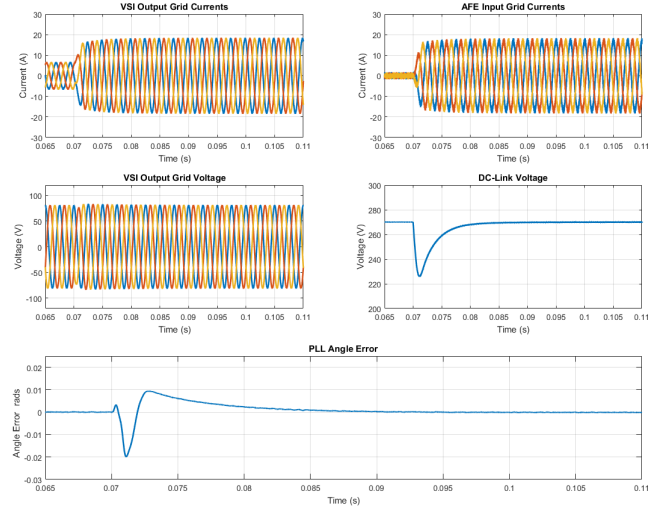 VSI Output Grid Currents
30
20
10
0
-10
-20
-30
Current (A)
0.065 0.07 0.075 0.08 0.085 0.09 0.095 0.1 0.105 0.11
Time (s)
AFE Input Grid Currents
30
20
10
0
-10
-20
-30
Current (A)
0.065 0.07 0.075 0.08 0.085 0.09 0.095 0.1 0.105 0.11
Time (s)
VSI Output Grid Voltage
100
50
0
-50
-100
Voltage (V)
0.065 0.07 0.075 0.08 0.085 0.09 0.095 0.1 0.105 0.11
Time (s)
DC-Link Voltage
300
280
260
240
220
200
Voltage (V)
0.065 0.07 0.075 0.08 0.085 0.09 0.095 0.1 0.105 0.11
Time (s)
PLL Angle Error
0.02
0.01
0
-0.01
-0.02
-0.03
Angle Error rads
0.065 0.07 0.075 0.08 0.085 0.09 0.095 0.1 0.105 0.11
Time (s)